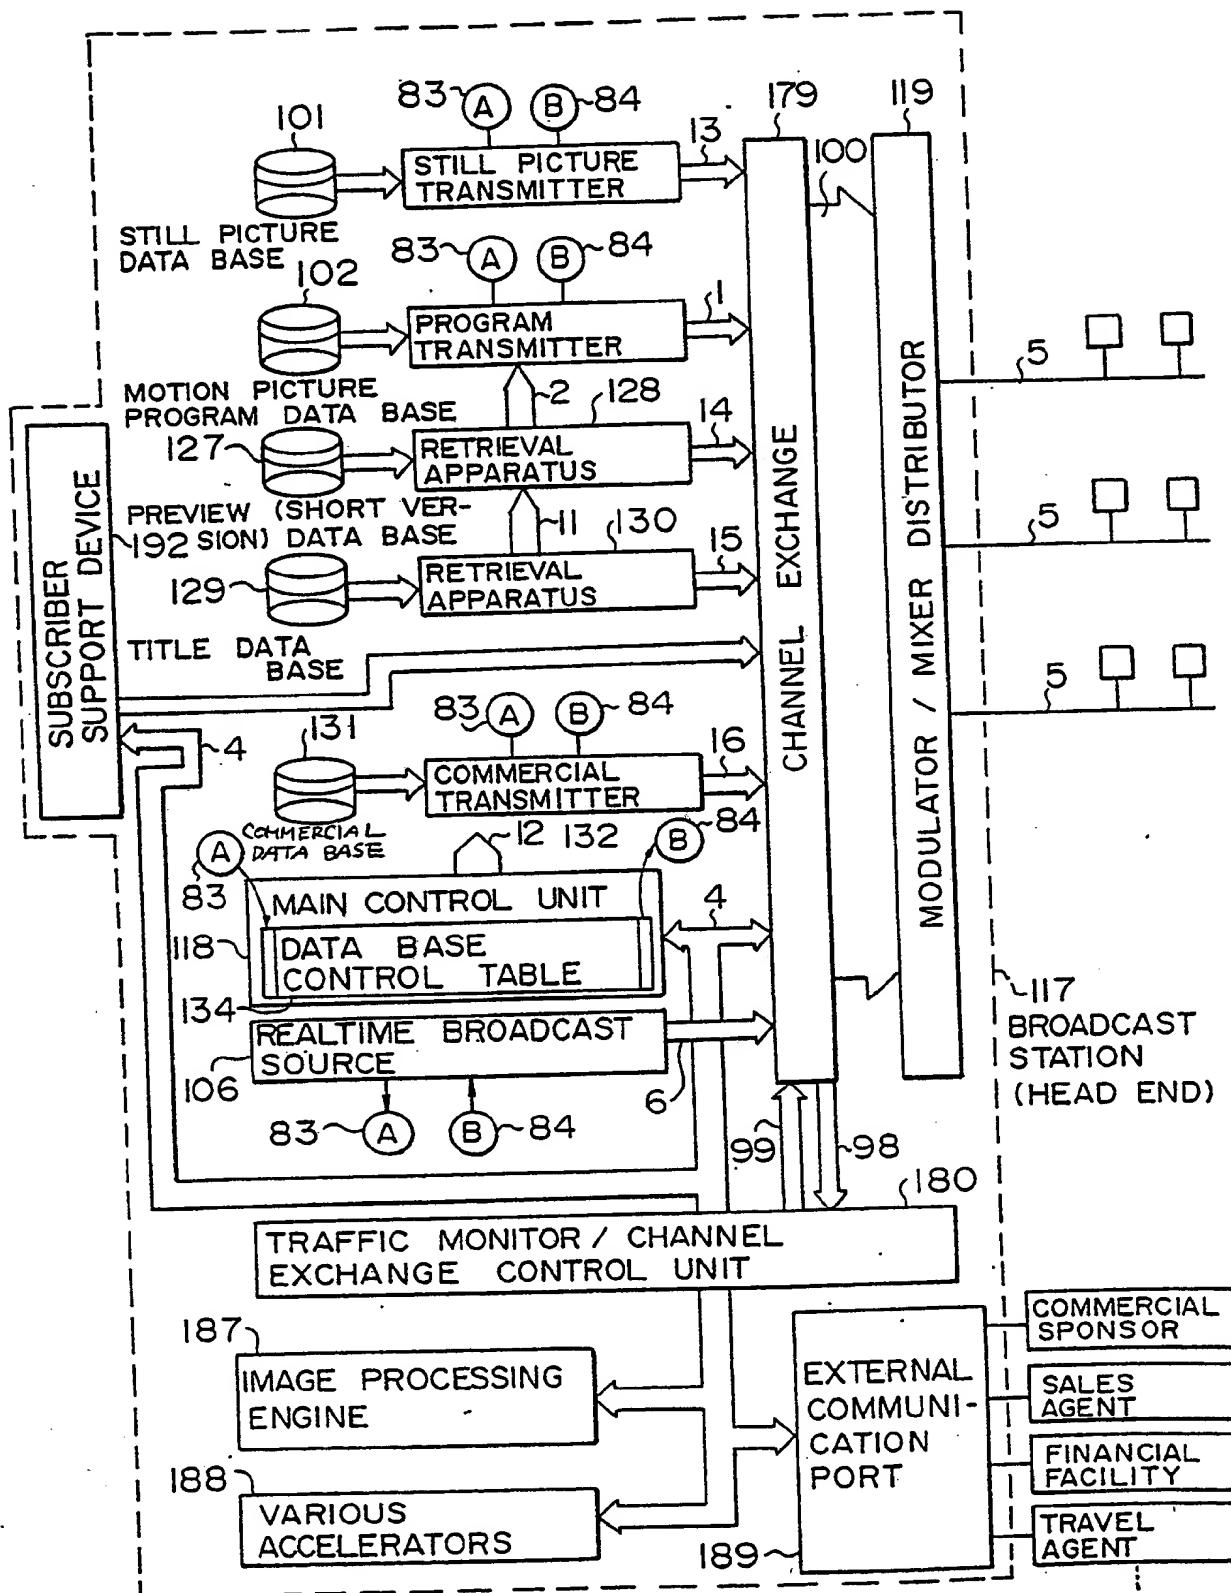 83 A B 84 179 119
101 13 100
STILL PICTURE
TRANSMITTER
STILL PICTURE
DATA BASE
83 A B 84
102 1
PROGRAM
TRANSMITTER
5
MOTION PICTURE
PROGRAM DATA BASE
2 128
127 14
RETRIEVAL
APPARATUS
PREVIEW (SHORT VER-
SION) DATA BASE
192
11 130
129 15
RETRIEVAL
APPARATUS
5
TITLE DATA
BASE
SUBSCRIBER
SUPPORT DEVICE
CHANNEL EXCHANGE
MODULATOR / MIXER DISTRIBUTOR
5
83 A B 84
4 131 16
COMMERCIAL
TRANSMITTER
COMMERCIAL
DATA BASE
12 132 B 84
A
83
MAIN CONTROL UNIT
4
118
DATA BASE
CONTROL TABLE
134
REALTIME BROADCAST
SOURCE
106 6
83 A B 84
117
BROADCAST
STATION
(HEAD END)
99 98
180
TRAFFIC MONITOR / CHANNEL
EXCHANGE CONTROL UNIT
187
IMAGE PROCESSING
ENGINE
188
VARIOUS
ACCELERATORS
EXTERNAL
COMMUNI-
CATION
PORT
189
COMMERCIAL
SPONSOR
SALES
AGENT
FINANCIAL
FACILITY
TRAVEL
AGENT